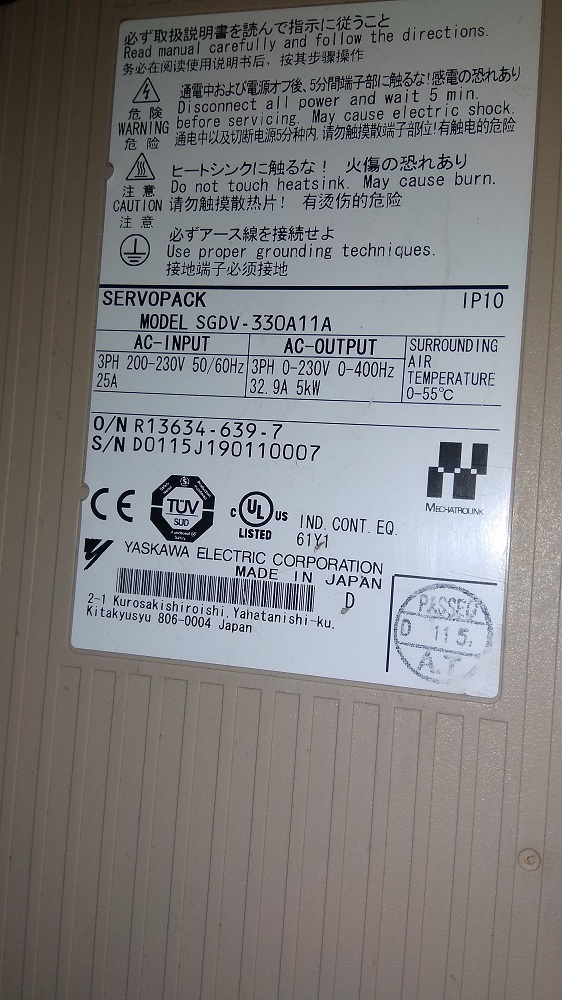 必ず取扱説明書を読んで指示に従うこと
Read manual carefully and follow the directions.
务必在阅读使用说明书后，按其步骤操作
危険
WARNING
危险
通電中および電源オフ後、5分間端子部に触るな!感電の恐れあり
Disconnect all power and wait 5 min.
before servicing. May cause electric shock.
通电中以及切断电源5分种内,请勿触摸散端子部位!有触电的危险
注意
CAUTION
注意
ヒートシンクに触るな! 火傷の恐れあり
Do not touch heatsink. May cause burn.
请勿触摸散热片! 有烫伤的危险
必ずアース線を接続せよ
Use proper grounding techniques.
接地端子必须接地
SERVOPACK IP10
MODEL SGDV-330A11A
AC-INPUT
3PH 200-230V 50/60Hz
25A
AC-OUTPUT
3PH 0-230V 0-400Hz
32.9A 5kW
SURROUNDING
AIR
TEMPERATURE
0-55℃
O/N R13634-639-7
S/N D0115J190110007
MECHATROLINK
CE
TÜV
SÜD
c UL US
LISTED
IND. CONT. EQ.
61Y1
YASKAWA ELECTRIC CORPORATION
MADE IN JAPAN
D
2-1 Kurosakishiroishi, Yahatanishi-ku,
Kitakyusyu 806-0004 Japan
PASSED
A.T